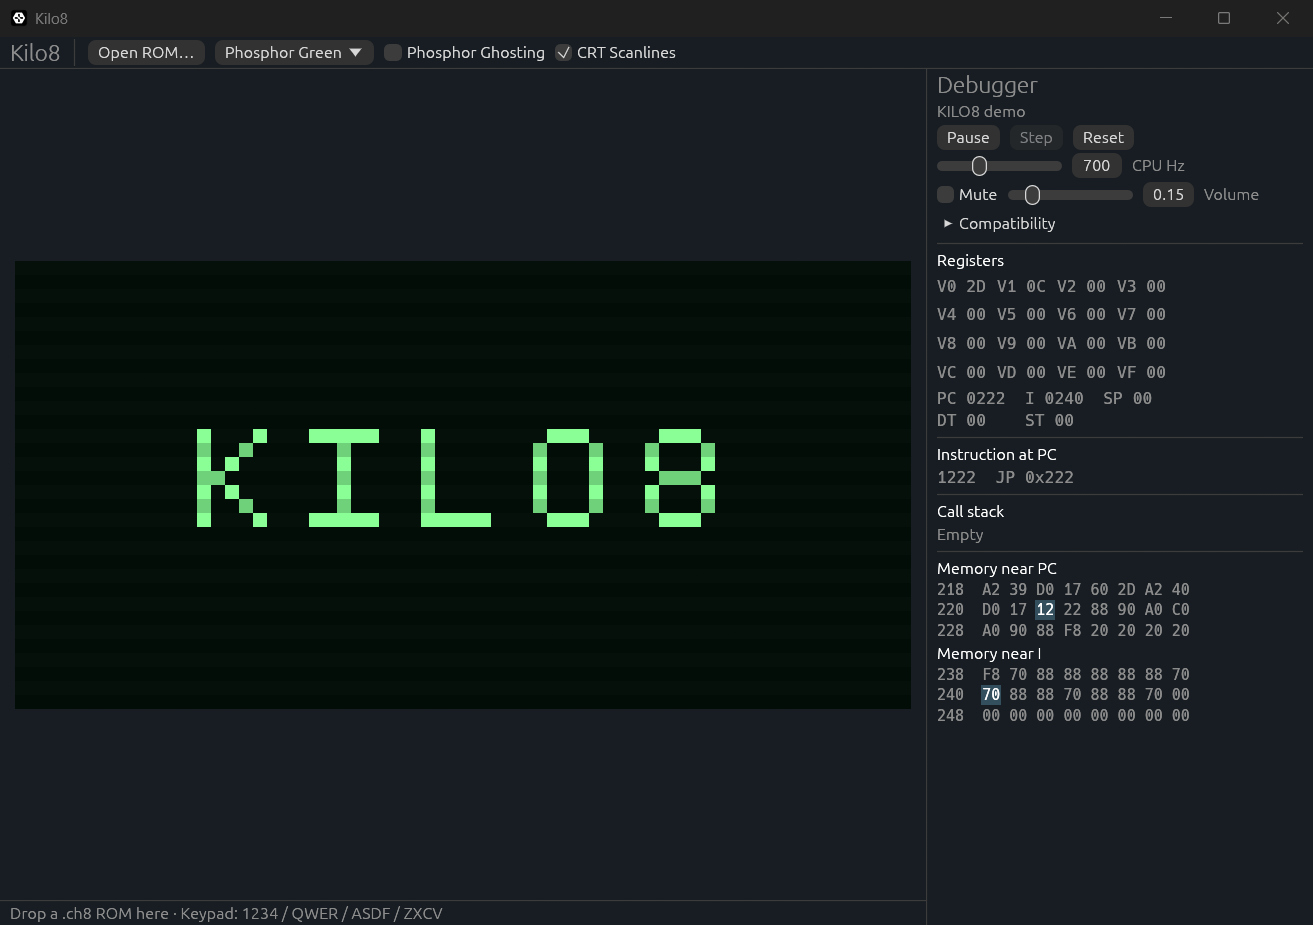 Kilo8
Kilo8 Open ROM... Phosphor Green Phosphor Ghosting CRT Scanlines
KILO8
Drop a .ch8 ROM here · Keypad: 1234 / QWER / ASDF / ZXCV
Debugger
KILO8 demo
Pause Step Reset
700 CPU Hz
Mute 0.15 Volume
Compatibility
Registers
V0 2D V1 0C V2 00 V3 00
V4 00 V5 00 V6 00 V7 00
V8 00 V9 00 VA 00 VB 00
VC 00 VD 00 VE 00 VF 00
PC 0222 I 0240 SP 00
DT 00 ST 00
Instruction at PC
1222 JP 0x222
Call stack
Empty
Memory near PC
218 A2 39 D0 17 60 2D A2 40
220 D0 17 12 22 88 90 A0 C0
228 A0 90 88 F8 20 20 20 20
Memory near I
238 F8 70 88 88 88 88 88 70
240 70 88 88 70 88 88 70 00
248 00 00 00 00 00 00 00 00